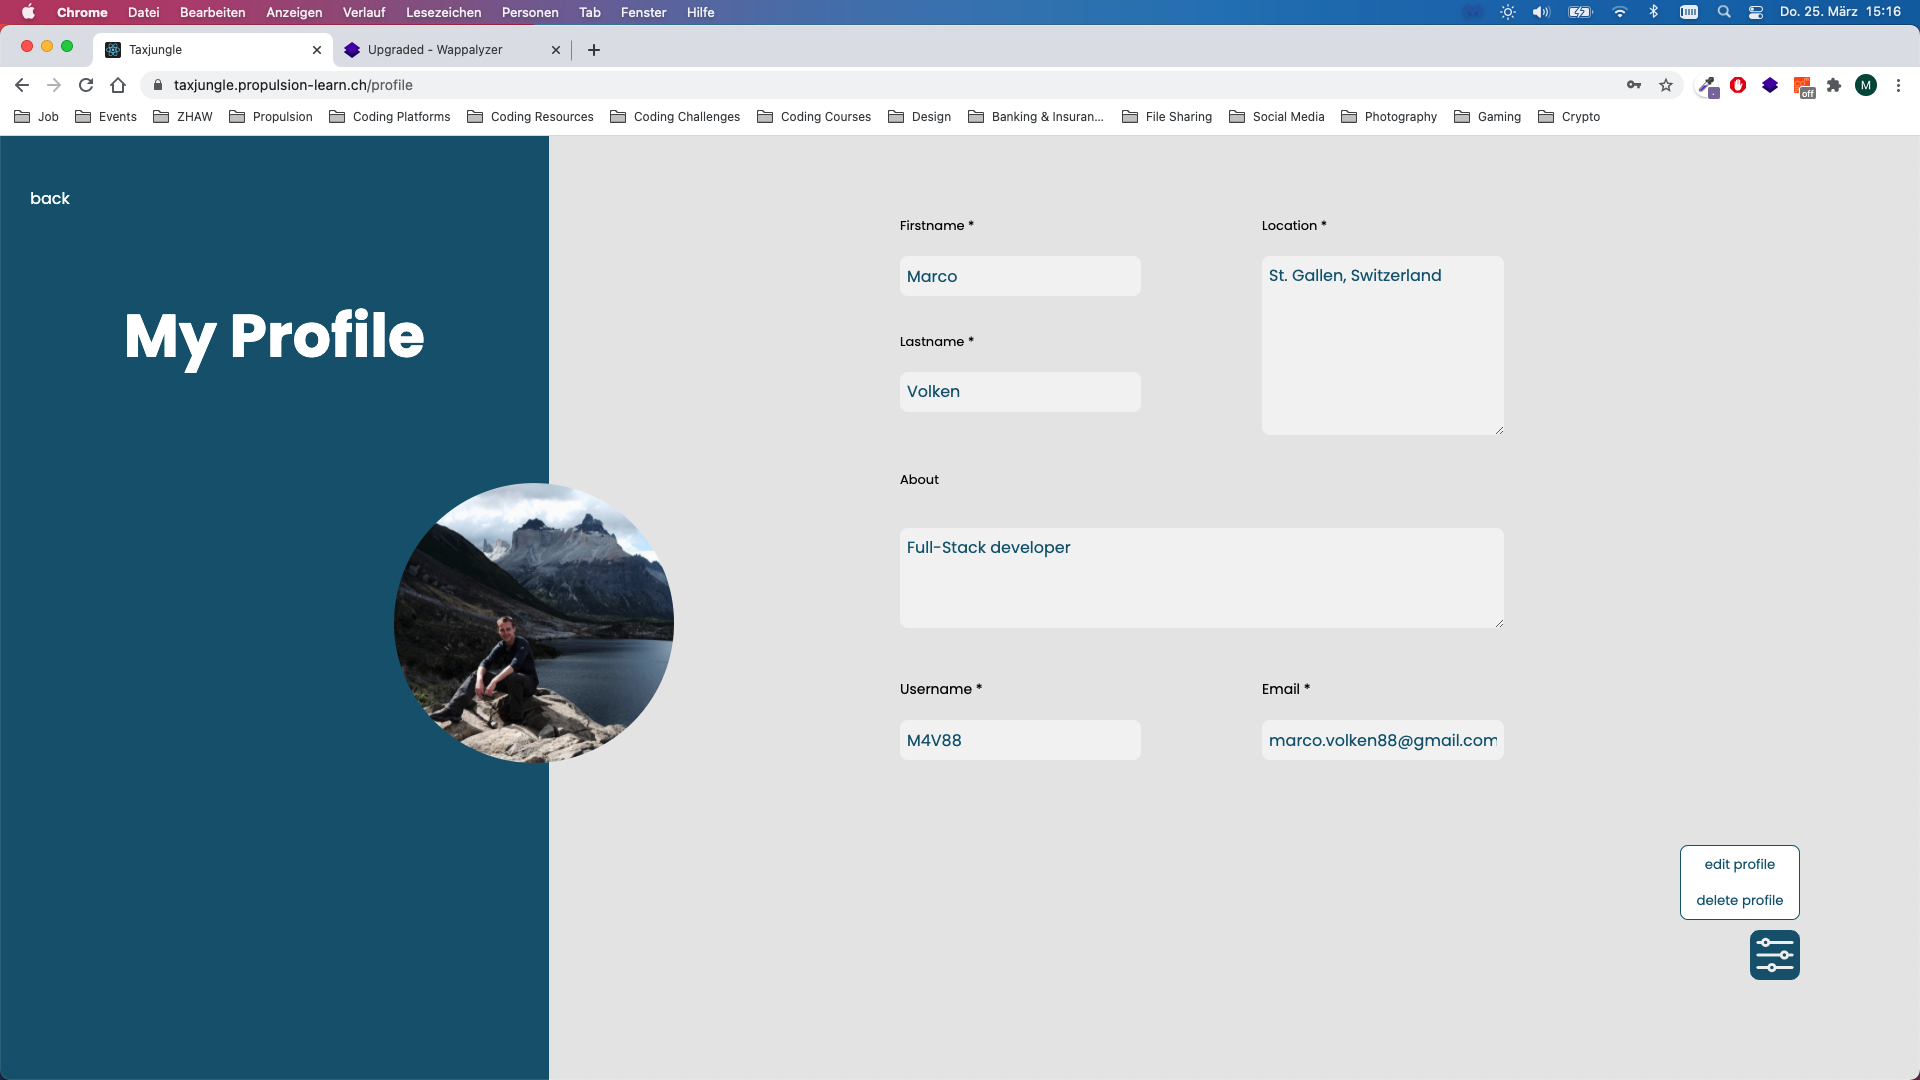 Chrome Datei Bearbeiten Anzeigen Verlauf Lesezeichen Personen Tab Fenster Hilfe Do. 25. März 15:16
Taxjungle Upgraded - Wappalyzer
taxjungle.propulsion-learn.ch/profile off M
Job Events ZHAW Propulsion Coding Platforms Coding Resources Coding Challenges Coding Courses Design Banking & Insuran... File Sharing Social Media Photography Gaming Crypto
back
My Profile
Firstname * Location *
Marco St. Gallen, Switzerland
Lastname *
Volken
About
Full-Stack developer
Username * Email *
M4V88 marco.volken88@gmail.com
edit profile
delete profile